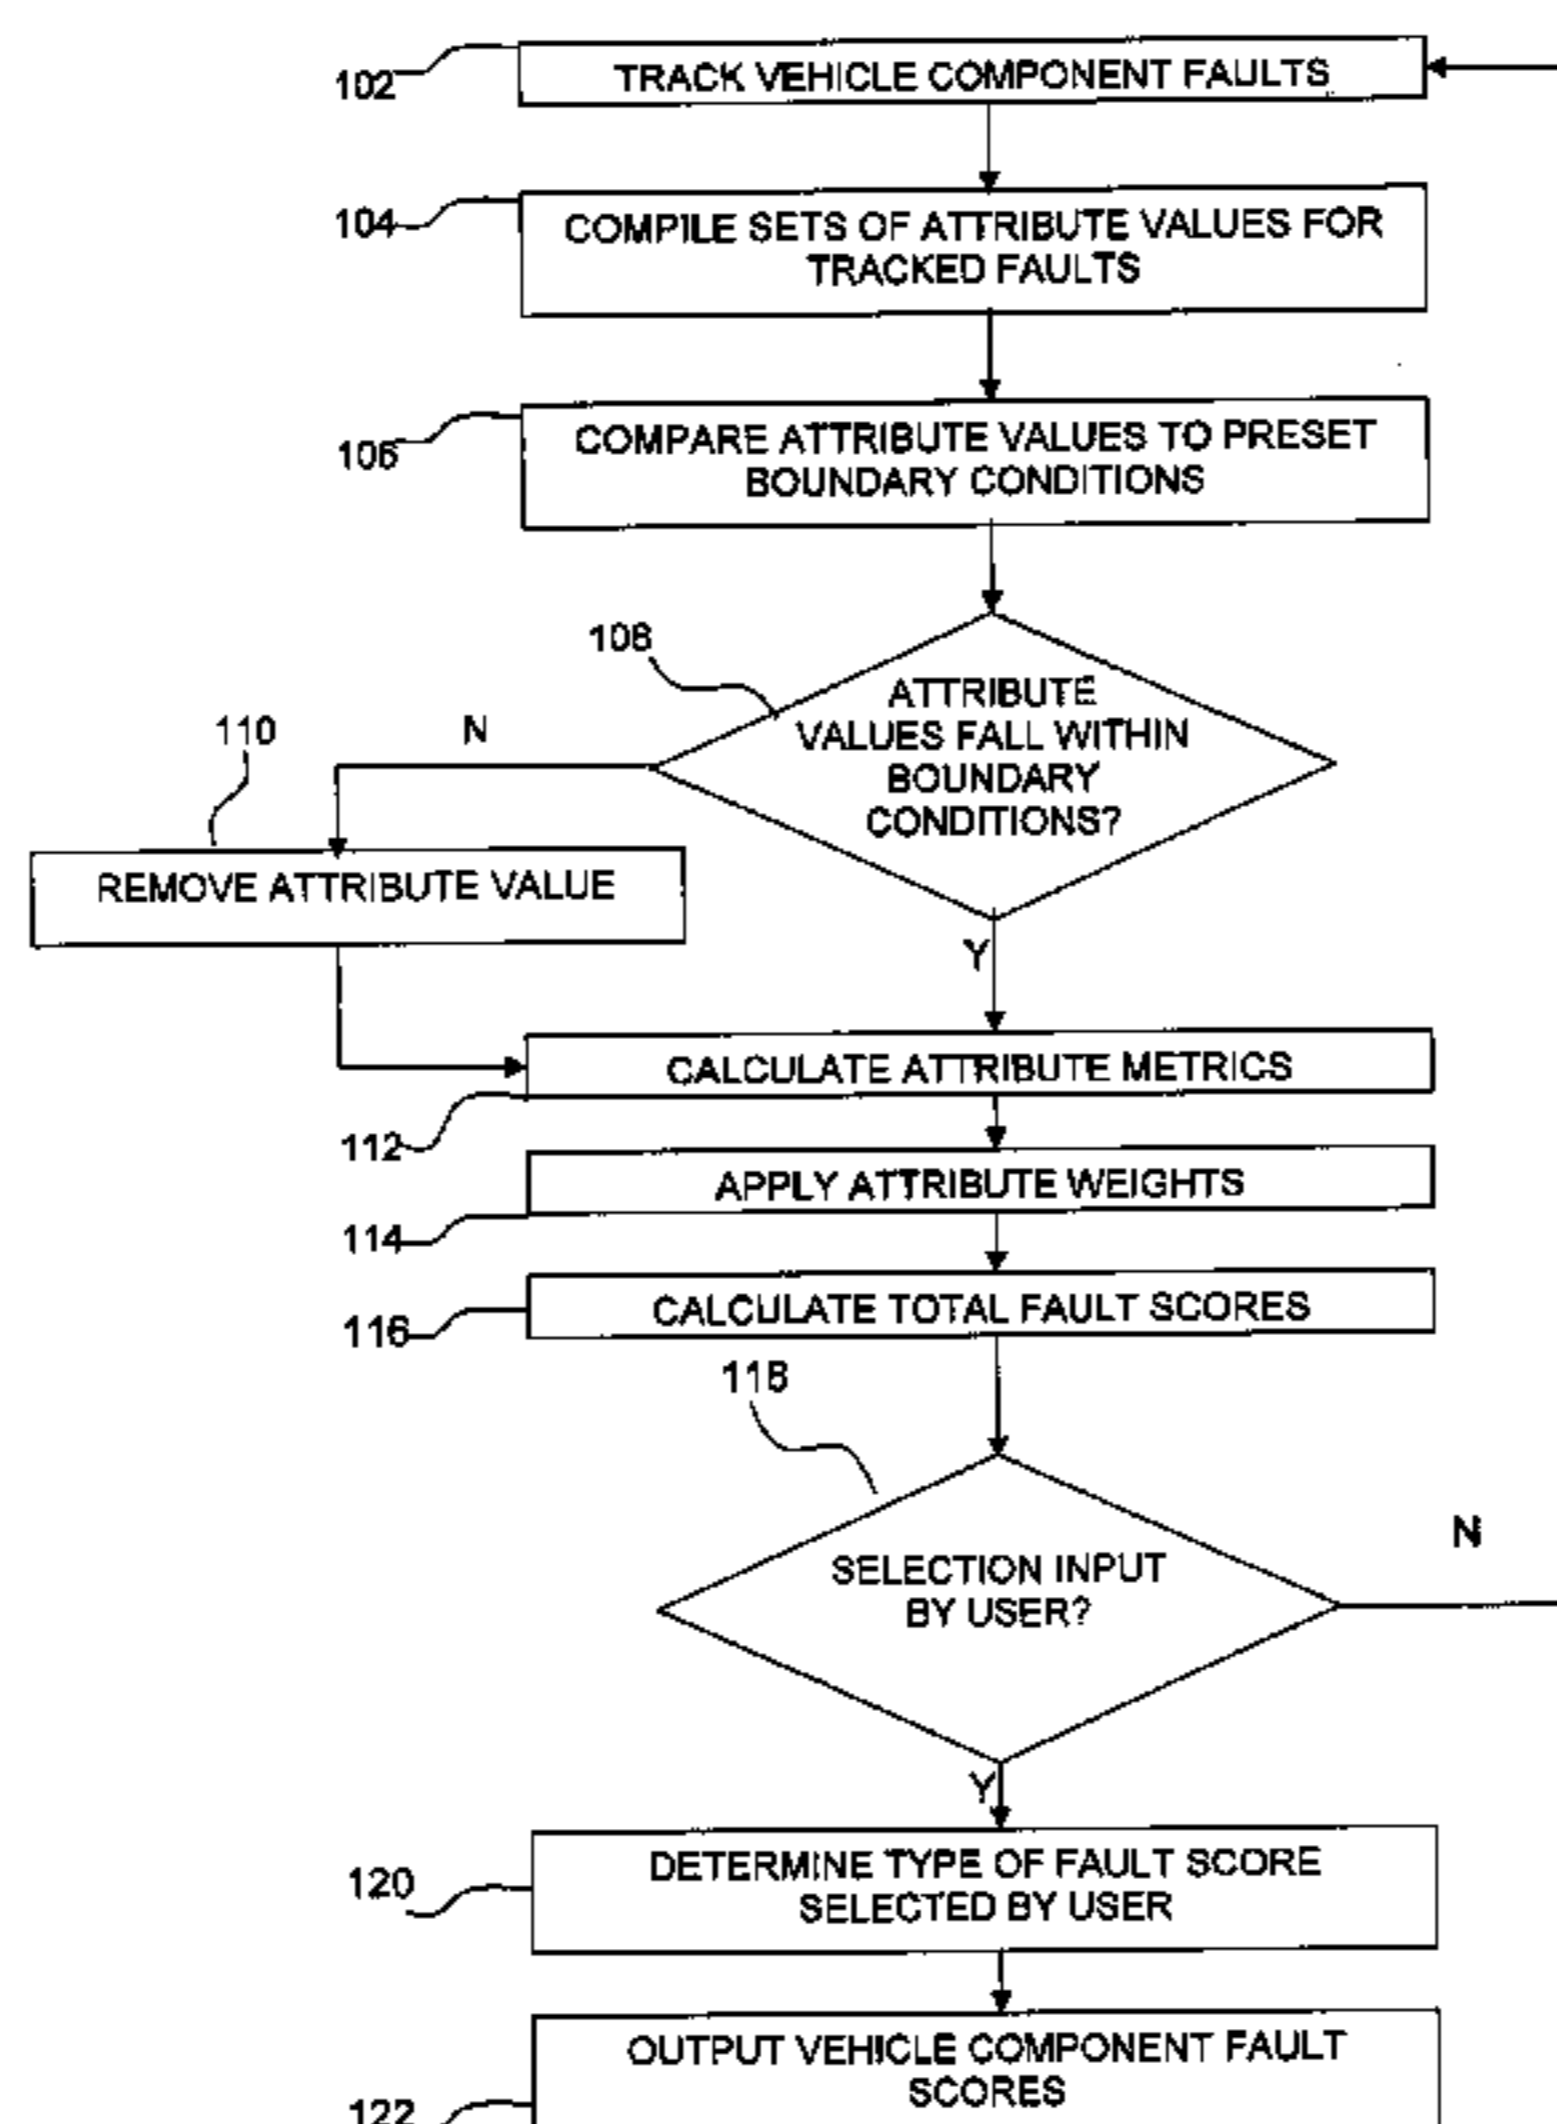 102
TRACK VEHICLE COMPONENT FAULTS
104
COMPILE SETS OF ATTRIBUTE VALUES FOR
TRACKED FAULTS
106
COMPARE ATTRIBUTE VALUES TO PRESET
BOUNDARY CONDITIONS
108
ATTRIBUTE
VALUES FALL WITHIN
BOUNDARY
CONDITIONS?
N
110
REMOVE ATTRIBUTE VALUE
Y
CALCULATE ATTRIBUTE METRICS
112
APPLY ATTRIBUTE WEIGHTS
114
CALCULATE TOTAL FAULT SCORES
116
118
SELECTION INPUT
BY USER?
N
Y
120
DETERMINE TYPE OF FAULT SCORE
SELECTED BY USER
OUTPUT VEHICLE COMPONENT FAULT
SCORES
122